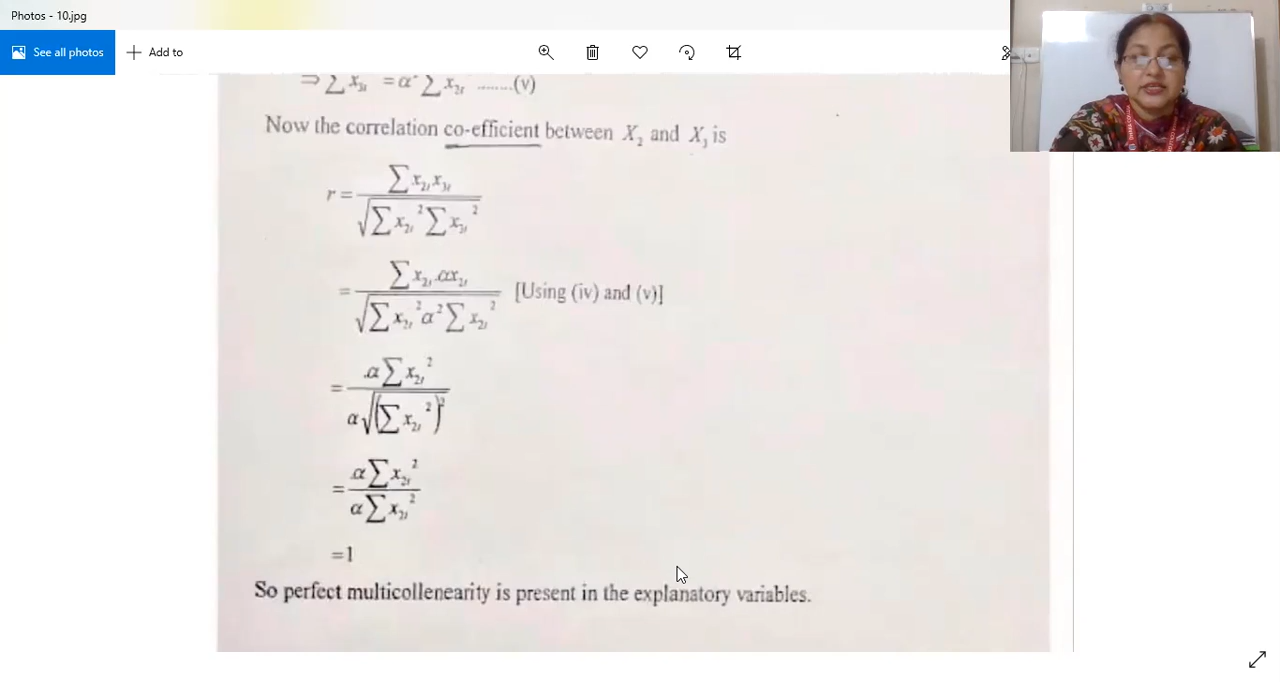 Photos - 10.jpg
See all photos
Add to
⇒ ∑x₃ᵢ² = α² ∑x₂ᵢ² ........(v)
Now the correlation co-efficient between X₂ and X₃ is
r = ∑x₂ᵢx₃ᵢ / √(∑x₂ᵢ² ∑x₃ᵢ²)
= ∑x₂ᵢ.αx₂ᵢ / √(∑x₂ᵢ² α² ∑x₂ᵢ²) [Using (iv) and (v)]
= .α∑x₂ᵢ² / α√(∑x₂ᵢ²)²
= α∑x₂ᵢ² / α∑x₂ᵢ²
=1
So perfect multicollenearity is present in the explanatory variables.